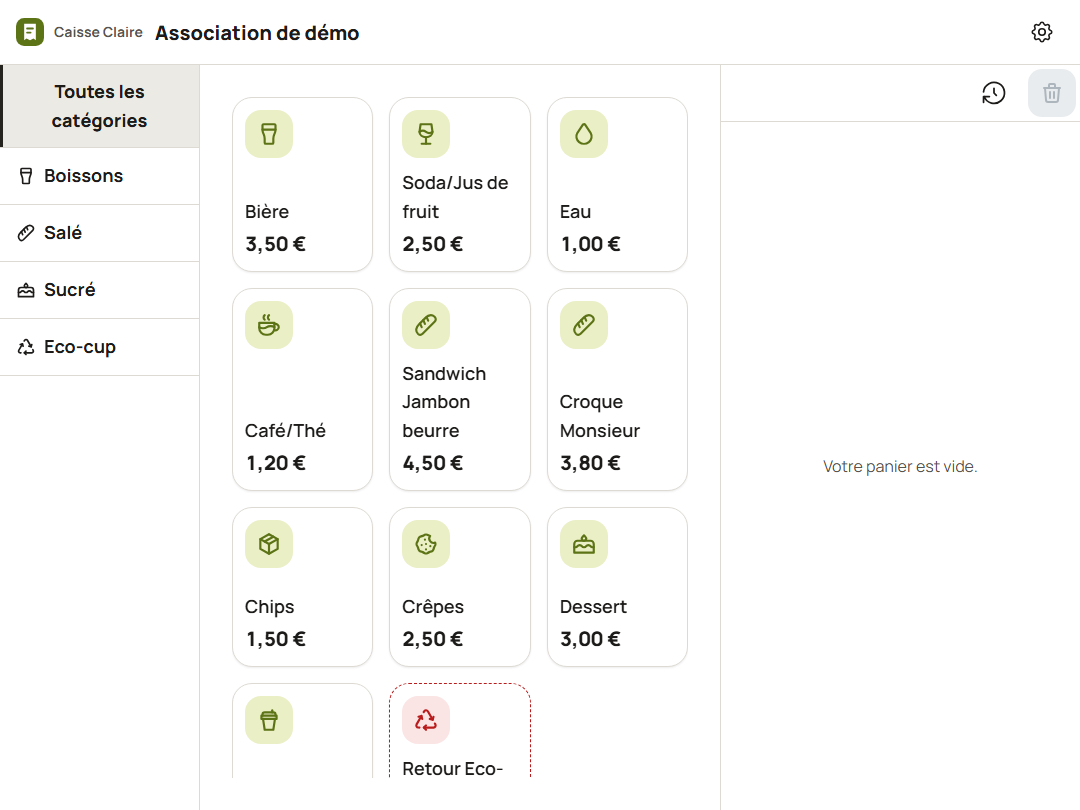 Caisse Claire Association de démo
Toutes les
catégories
Boissons
Salé
Sucré
Eco-cup
Bière
3,50 €
Soda/Jus de
fruit
2,50 €
Eau
1,00 €
Café/Thé
1,20 €
Sandwich
Jambon
beurre
4,50 €
Croque
Monsieur
3,80 €
Chips
1,50 €
Crêpes
2,50 €
Dessert
3,00 €
Retour Eco-
Votre panier est vide.